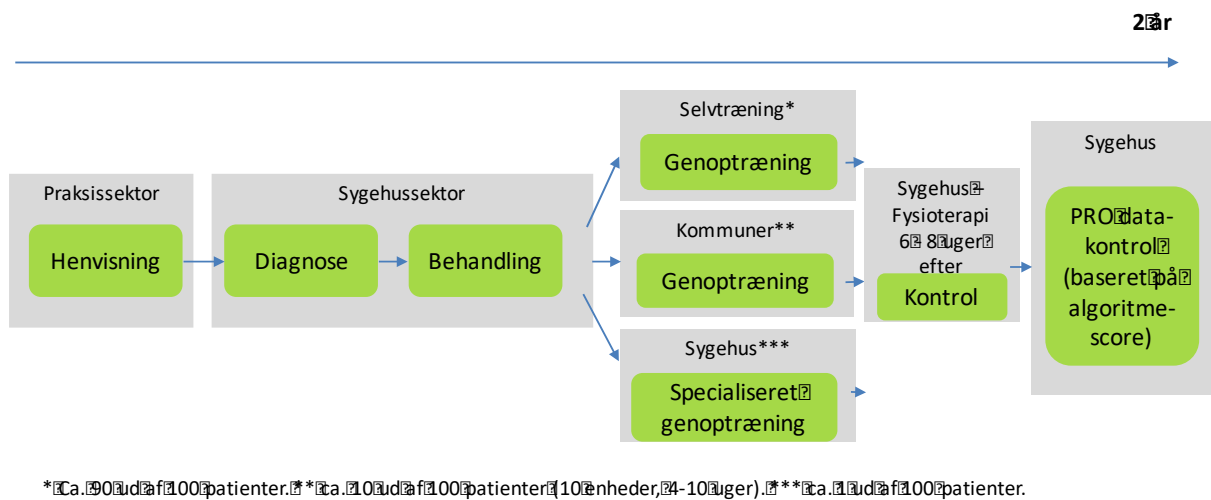 2 år
Selvtræning*
Genoptræning
Praksissektor
Henvisning
Sygehussektor
Diagnose
Behandling
Kommuner**
Genoptræning
Sygehus***
Specialiseret
genoptræning
Sygehus –
Fysioterapi
6 - 8 uger
efter
Kontrol
Sygehus
PRO data-
kontrol
(baseret på
algoritme-
score)
* Ca. 90 ud af 100 patienter. ** ca. 10 ud af 100 patienter (10 enheder, 4-10 uger). *** ca. 1 ud af 100 patienter.